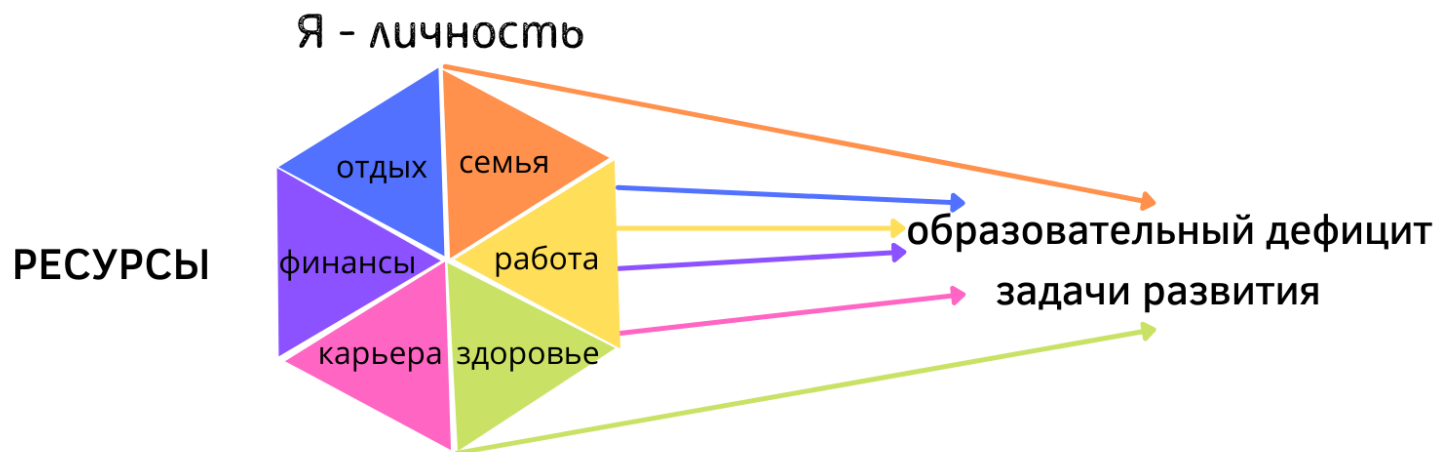 Я - личность
отдых
семья
РЕСУРСЫ
финансы
работа
карьера
здоровье
образовательный дефицит
задачи развития